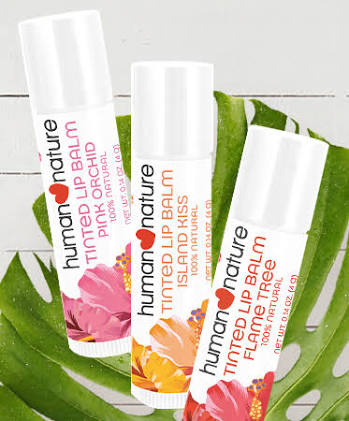 human nature
TINTED LIP BALM
PINK ORCHID
100% NATURAL
NET WT 0.14 OZ (4 G)
human nature
TINTED LIP BALM
ISLAND KISS
100% NATURAL
NET WT 0.14 OZ (4 G)
human nature
TINTED LIP BALM
FLAME TREE
100% NATURAL
NET WT 0.14 OZ (4 G)